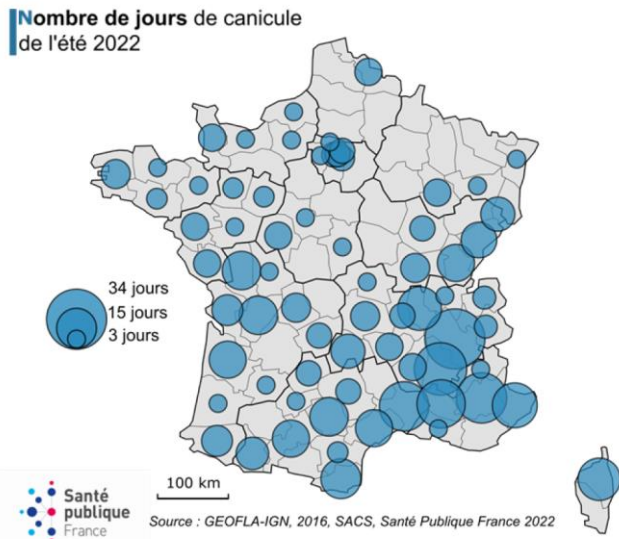 Nombre de jours de canicule
de l'été 2022
34 jours
15 jours
3 jours
100 km
Santé
publique
France
Source : GEOFLA-IGN, 2016, SACS, Santé Publique France 2022